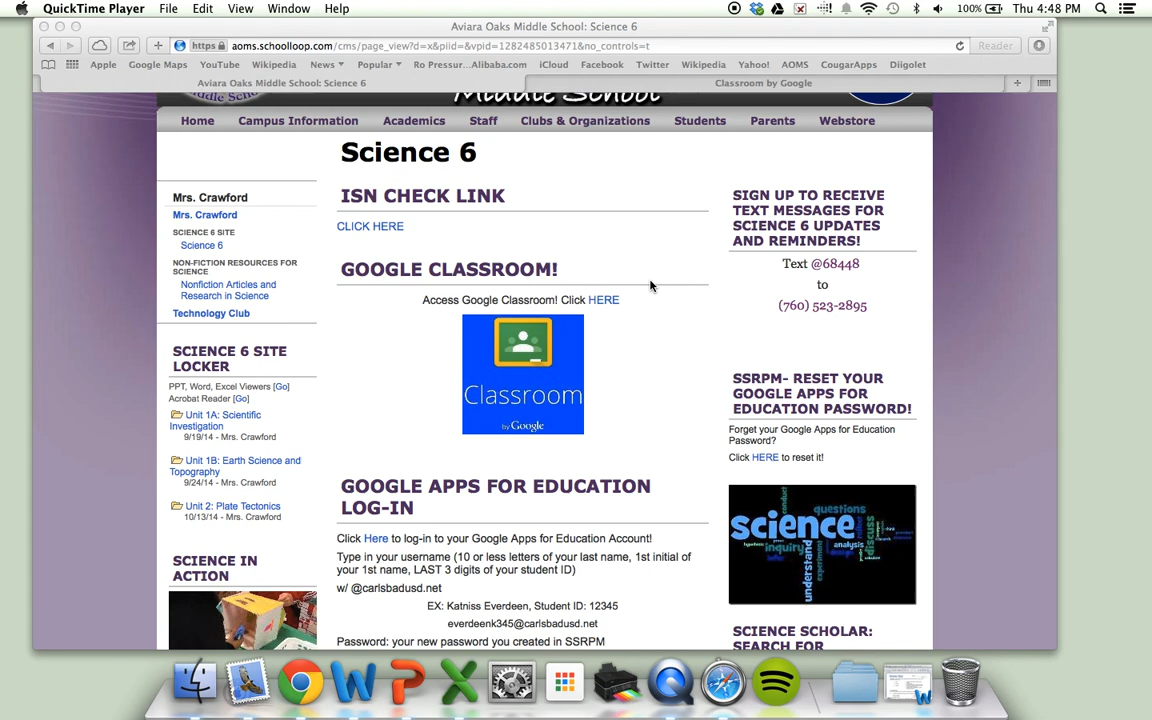 QuickTime Player File Edit View Window Help
100% Thu 4:48 PM
Aviara Oaks Middle School: Science 6
https aoms.schoolloop.com/cms/page_view?d=x&piid=&vpid=1282485013471&no_controls=t
Reader
Apple Google Maps YouTube Wikipedia News Popular Ro Pressur...Alibaba.com iCloud Facebook Twitter Wikipedia Yahoo! AOMS CougarApps Diigolet
Aviara Oaks Middle School: Science 6
Classroom by Google
Middle School
Home Campus Information Academics Staff Clubs & Organizations Students Parents Webstore
Science 6
Mrs. Crawford
Mrs. Crawford
SCIENCE 6 SITE
Science 6
NON-FICTION RESOURCES FOR
SCIENCE
Nonfiction Articles and
Research in Science
Technology Club
SCIENCE 6 SITE
LOCKER
PPT, Word, Excel Viewers [Go]
Acrobat Reader [Go]
Unit 1A: Scientific
Investigation
9/19/14 - Mrs. Crawford
Unit 1B: Earth Science and
Topography
9/24/14 - Mrs. Crawford
Unit 2: Plate Tectonics
10/13/14 - Mrs. Crawford
SCIENCE IN
ACTION
ISN CHECK LINK
CLICK HERE
GOOGLE CLASSROOM!
Access Google Classroom! Click HERE
Classroom
by Google
GOOGLE APPS FOR EDUCATION
LOG-IN
Click Here to log-in to your Google Apps for Education Account!
Type in your username (10 or less letters of your last name, 1st initial of
your 1st name, LAST 3 digits of your student ID)
w/ @carlsbadusd.net
EX: Katniss Everdeen, Student ID: 12345
everdeenk345@carlsbadusd.net
Password: your new password you created in SSRPM
SIGN UP TO RECEIVE
TEXT MESSAGES FOR
SCIENCE 6 UPDATES
AND REMINDERS!
Text @68448
to
(760) 523-2895
SSRPM- RESET YOUR
GOOGLE APPS FOR
EDUCATION PASSWORD!
Forget your Google Apps for Education
Password?
Click HERE to reset it!
conduct
questions
science
inquiry
analysis
discuss
understand
experiment
SCIENCE SCHOLAR:
SEARCH FOR